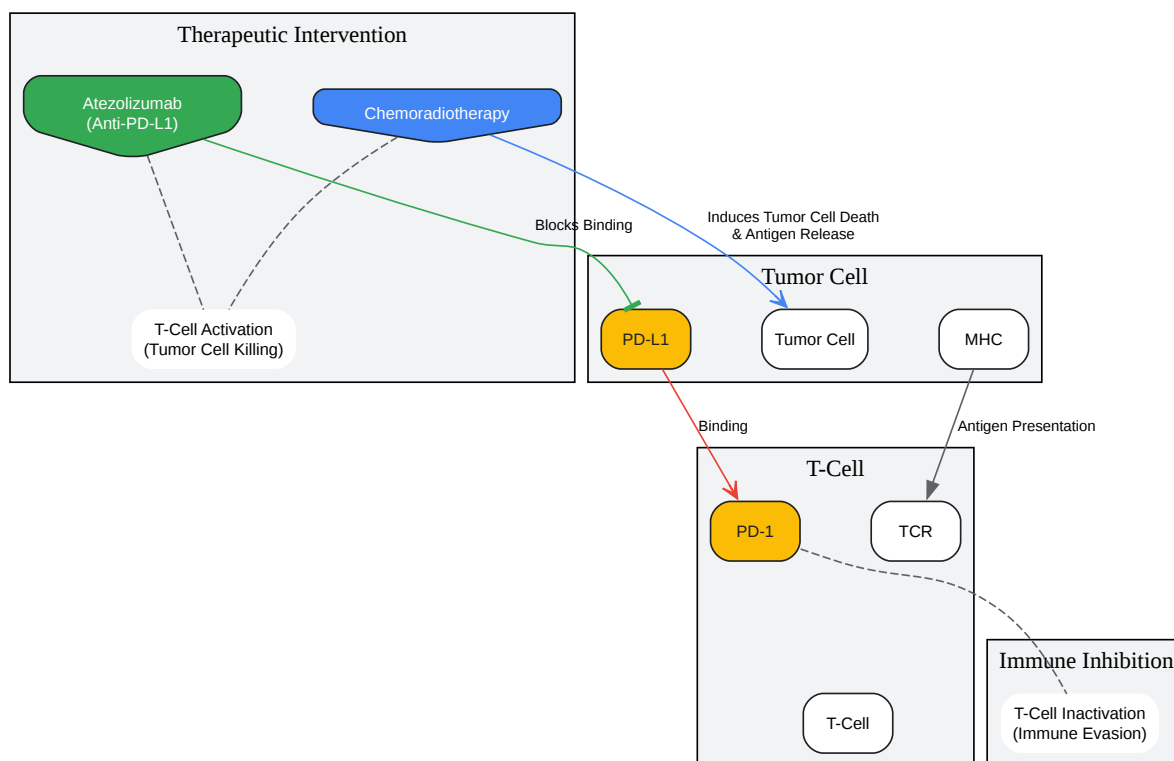 Therapeutic Intervention
Atezolizumab
(Anti-PD-L1)
Chemoradiotherapy
Blocks Binding
Induces Tumor Cell Death
& Antigen Release
T-Cell Activation
(Tumor Cell Killing)
Tumor Cell
PD-L1
Tumor Cell
MHC
Binding
Antigen Presentation
T-Cell
PD-1
TCR
T-Cell
Immune Inhibition
T-Cell Inactivation
(Immune Evasion)